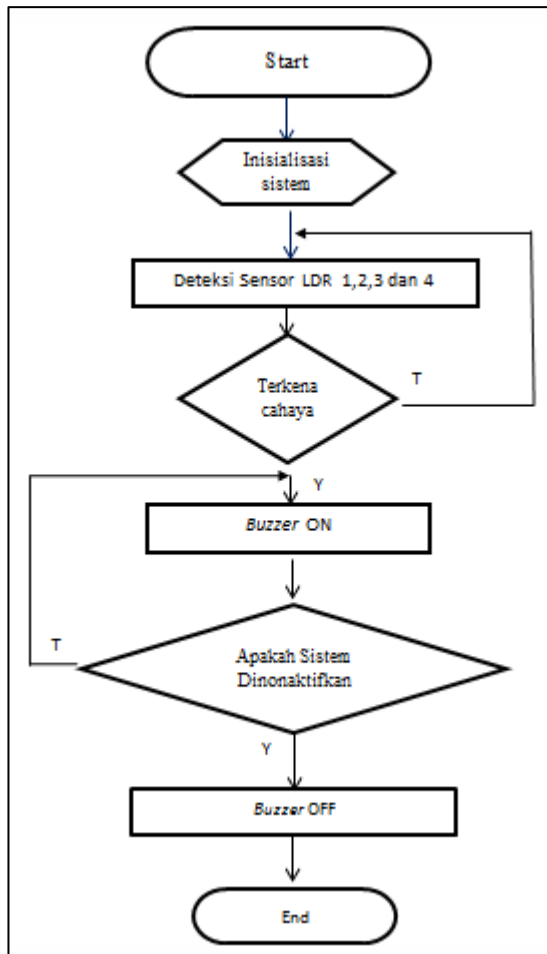 Start
Inisialisasi
sistem
Deteksi Sensor LDR 1,2,3 dan 4
Terkena
cahaya
T
Y
Buzzer ON
T
Apakah Sistem
Dinonaktifkan
Y
Buzzer OFF
End